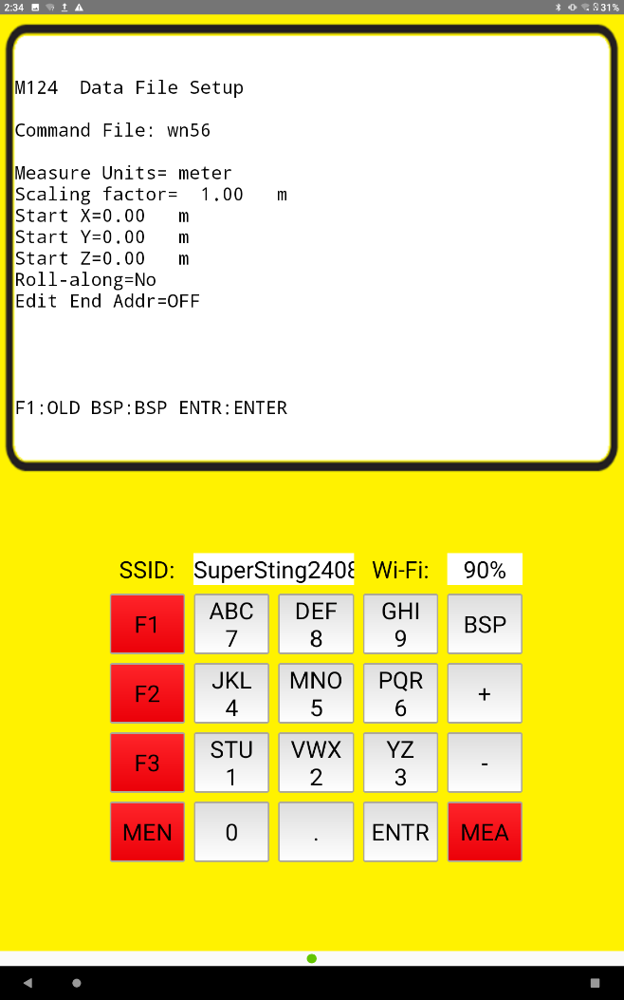 2:34 31%
M124  Data File Setup
Command File: wn56
Measure Units= meter
Scaling factor=  1.00   m
Start X=0.00   m
Start Y=0.00   m
Start Z=0.00   m
Roll-along=No
Edit End Addr=OFF
F1:OLD BSP:BSP ENTR:ENTER
SSID: SuperSting2408 Wi-Fi: 90%
F1 ABC 7 DEF 8 GHI 9 BSP
F2 JKL 4 MNO 5 PQR 6 +
F3 STU 1 VWX 2 YZ 3 -
MEN 0 . ENTR MEA